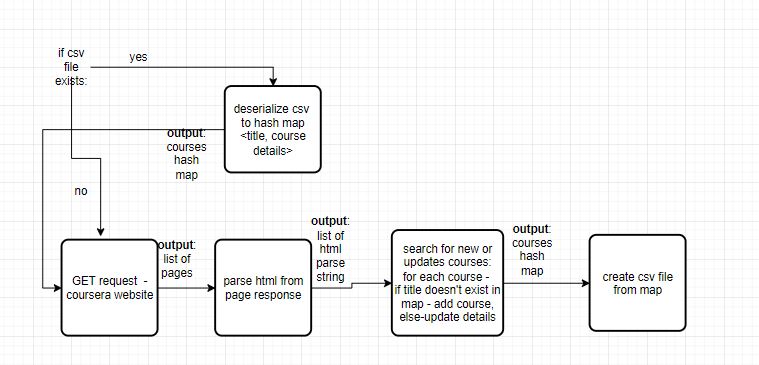 if csv
file
exists:
yes
deserialize csv
to hash map
<title, course
details>
output:
courses
hash
map
no
GET request -
coursera website
output:
list of
pages
parse html from
page response
output:
list of
html
parse
string
search for new or
updates courses:
for each course -
if title doesn't exist in
map - add course,
else-update details
output:
courses
hash
map
create csv file
from map